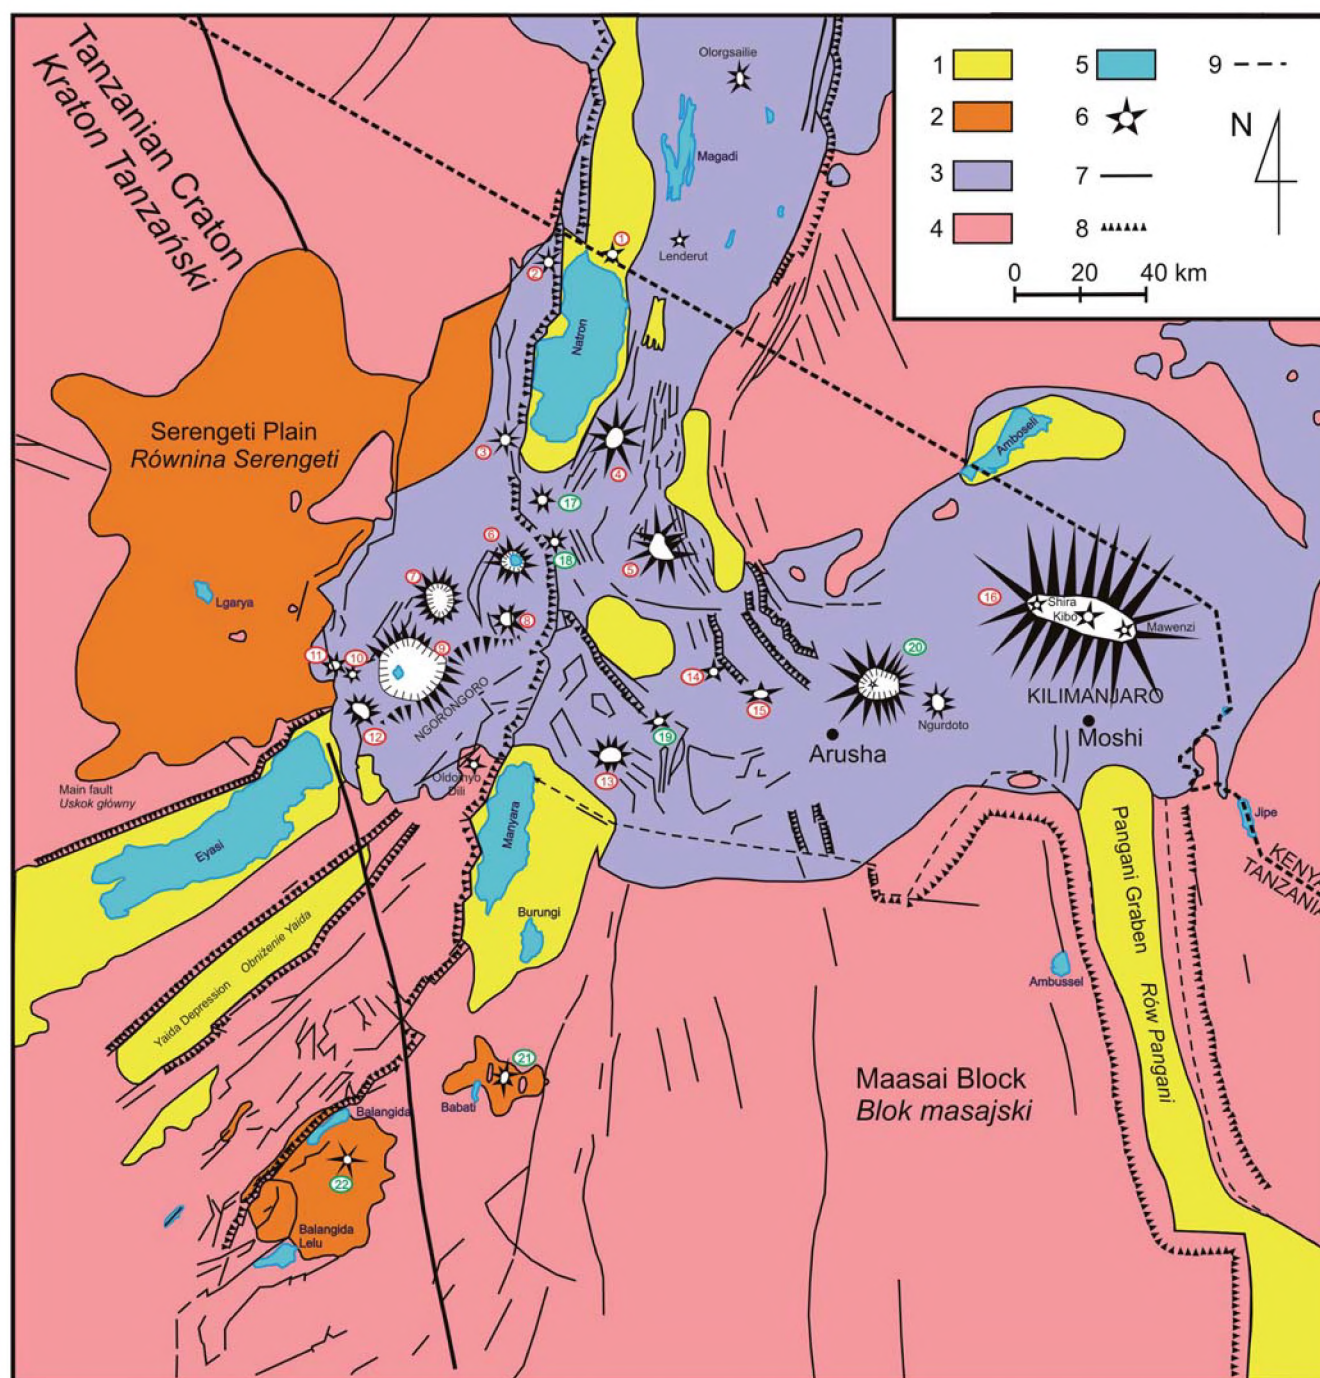 Tanzanian Craton
Kraton Tanzański
Olorgsailie
Magadi
Lenderut
1
2
3
4
5
6
7
8
9
N
0 20 40 km
1
2
Natron
Serengeti Plain
Równina Serengeti
3
4
17
Amboseli
6
18
5
7
Lgarya
8
16
Shira
Kibo
Mawenzi
11
10
9
14
20
15
KILIMANJARO
NGORONGORO
12
19
Ngurdoto
Arusha
Moshi
Main fault
Uskok główny
Oldoinyo
Dili
13
Manyara
Jipe
Eyasi
KENYA
TANZANIA
Pangani Graben
Rów Pangani
Burungi
Yaida Depression
Obniżenie Yaida
Ambussel
21
Babati
Maasai Block
Blok masajski
Balangida
22
Balangida
Lelu